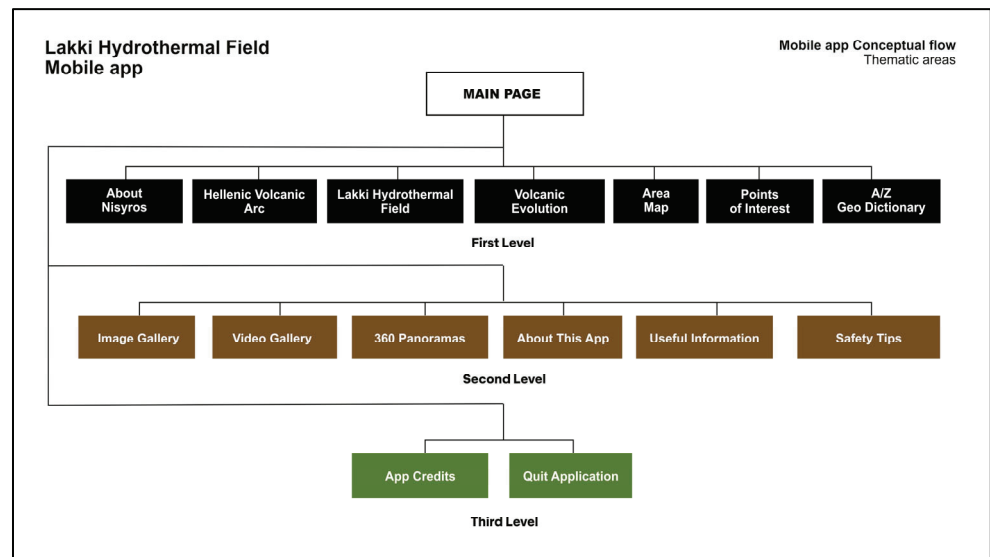 Lakki Hydrothermal Field
Mobile app
Mobile app Conceptual flow
Thematic areas
MAIN PAGE
About
Nisyros
Hellenic Volcanic
Arc
Lakki Hydrothermal
Field
Volcanic
Evolution
Area
Map
Points
of Interest
A/Z
Geo Dictionary
First Level
Image Gallery
Video Gallery
360 Panoramas
About This App
Useful Information
Safety Tips
Second Level
App Credits
Quit Application
Third Level